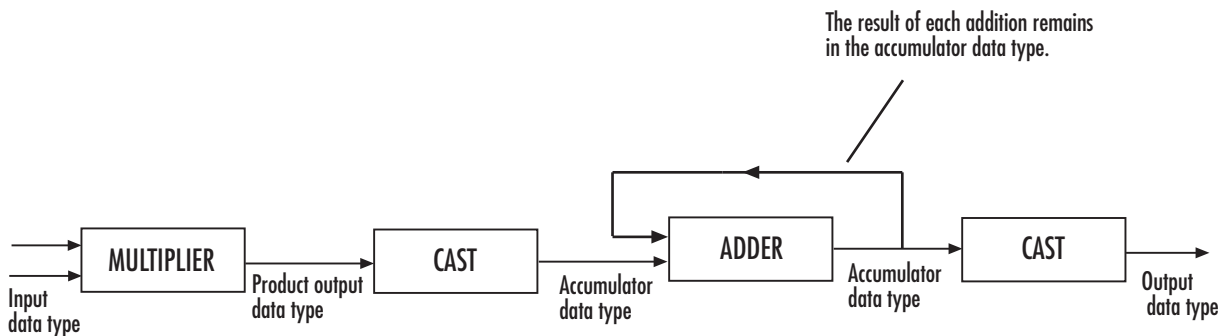 The result of each addition remains
in the accumulator data type.
MULTIPLIER
CAST
ADDER
CAST
Input
data type
Product output
data type
Accumulator
data type
Accumulator
data type
Output
data type